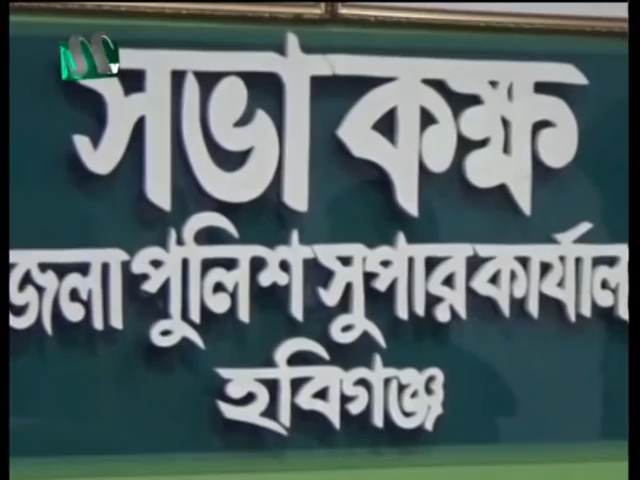 সভা কক্ষ
জেলা পুলিশ সুপার কার্যাল
হবিগঞ্জ